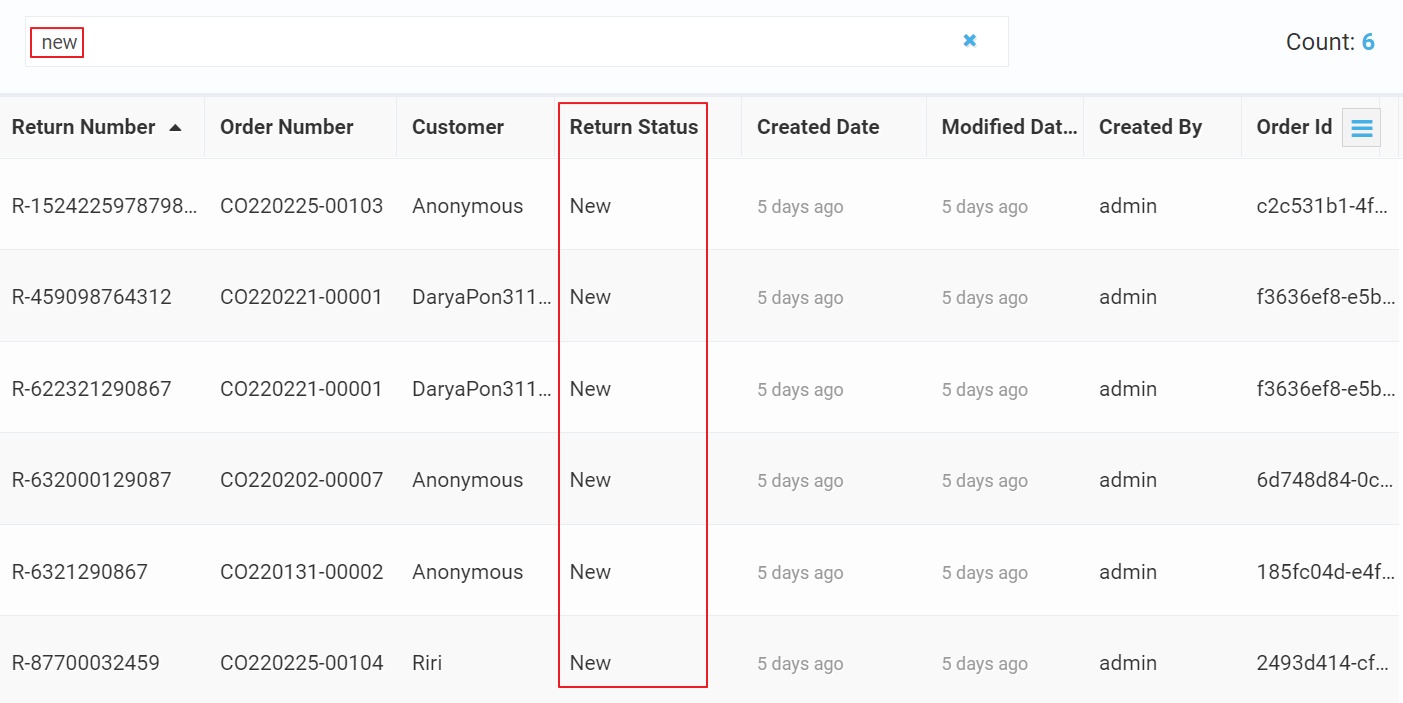 new Count: 6
Return Number Order Number Customer Return Status Created Date Modified Dat... Created By Order Id
R-1524225978798... CO220225-00103 Anonymous New 5 days ago 5 days ago admin c2c531b1-4f...
R-459098764312 CO220221-00001 DaryaPon311... New 5 days ago 5 days ago admin f3636ef8-e5b...
R-622321290867 CO220221-00001 DaryaPon311... New 5 days ago 5 days ago admin f3636ef8-e5b...
R-632000129087 CO220202-00007 Anonymous New 5 days ago 5 days ago admin 6d748d84-0c...
R-6321290867 CO220131-00002 Anonymous New 5 days ago 5 days ago admin 185fc04d-e4f...
R-87700032459 CO220225-00104 Riri New 5 days ago 5 days ago admin 2493d414-cf...